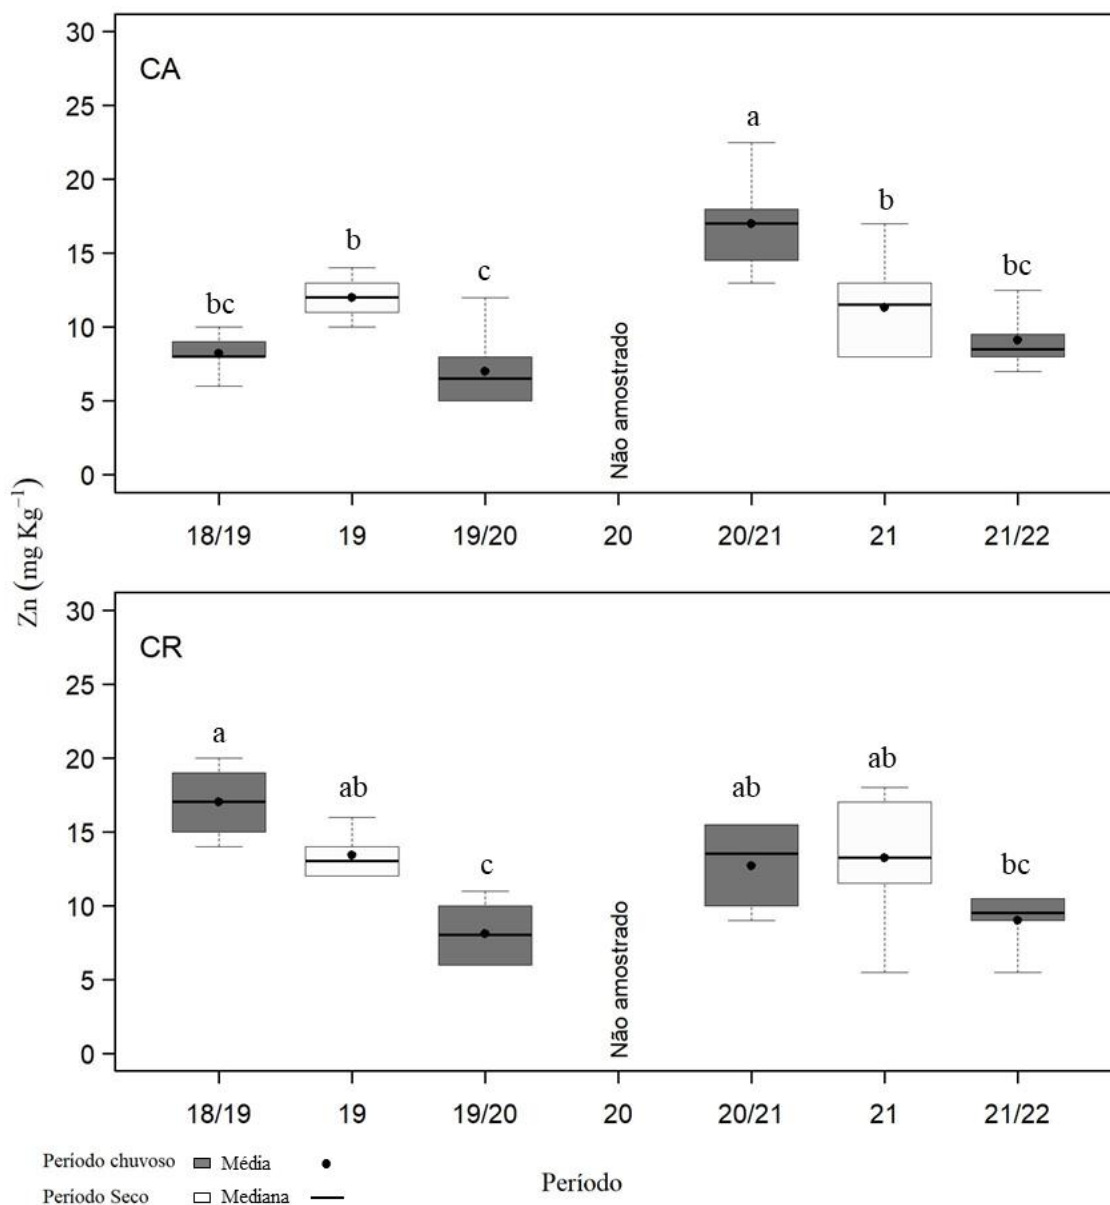 30
CA
25
a
20
b
b
15
c
bc
bc
10
5
0
Não amostrado
18/19 19 19/20 20 20/21 21 21/22
Zn (mg Kg⁻¹)
30
CR
25
a
20
ab
ab
ab
15
c
bc
10
5
0
Não amostrado
18/19 19 19/20 20 20/21 21 21/22
Período chuvoso Média
Período Seco Mediana
Período